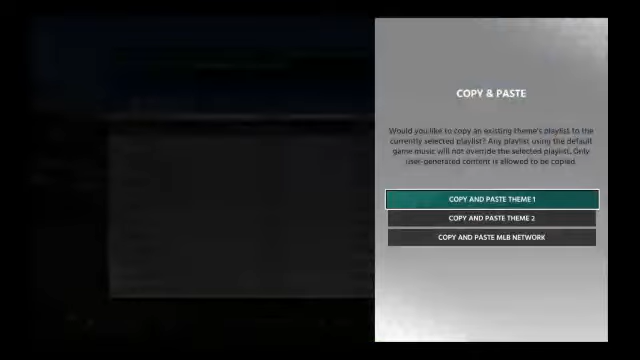 COPY & PASTE
Would you like to copy an existing theme's playlist to the
currently selected playlist? Any playlist using the default
game music will not override the selected playlist. Only
user-generated content is allowed to be copied.
COPY AND PASTE THEME 1
COPY AND PASTE THEME 2
COPY AND PASTE MLB NETWORK